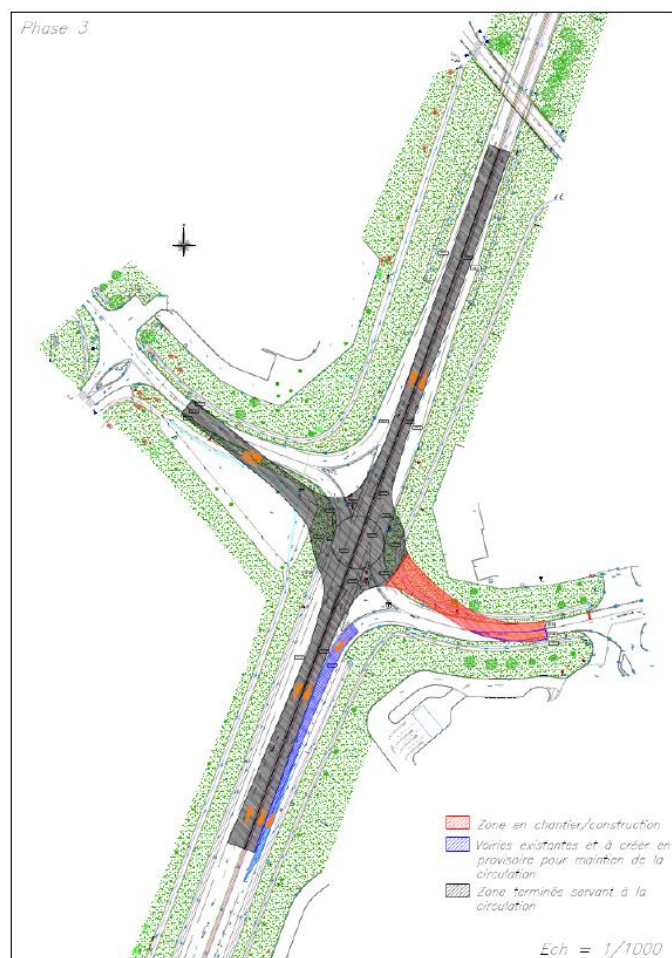 Phase 3
Zone en chantier/construction
Voiries existantes et à créer en
provisoire pour maintien de la
circulation
Zone terminée servant à la
circulation
Ech = 1/1000